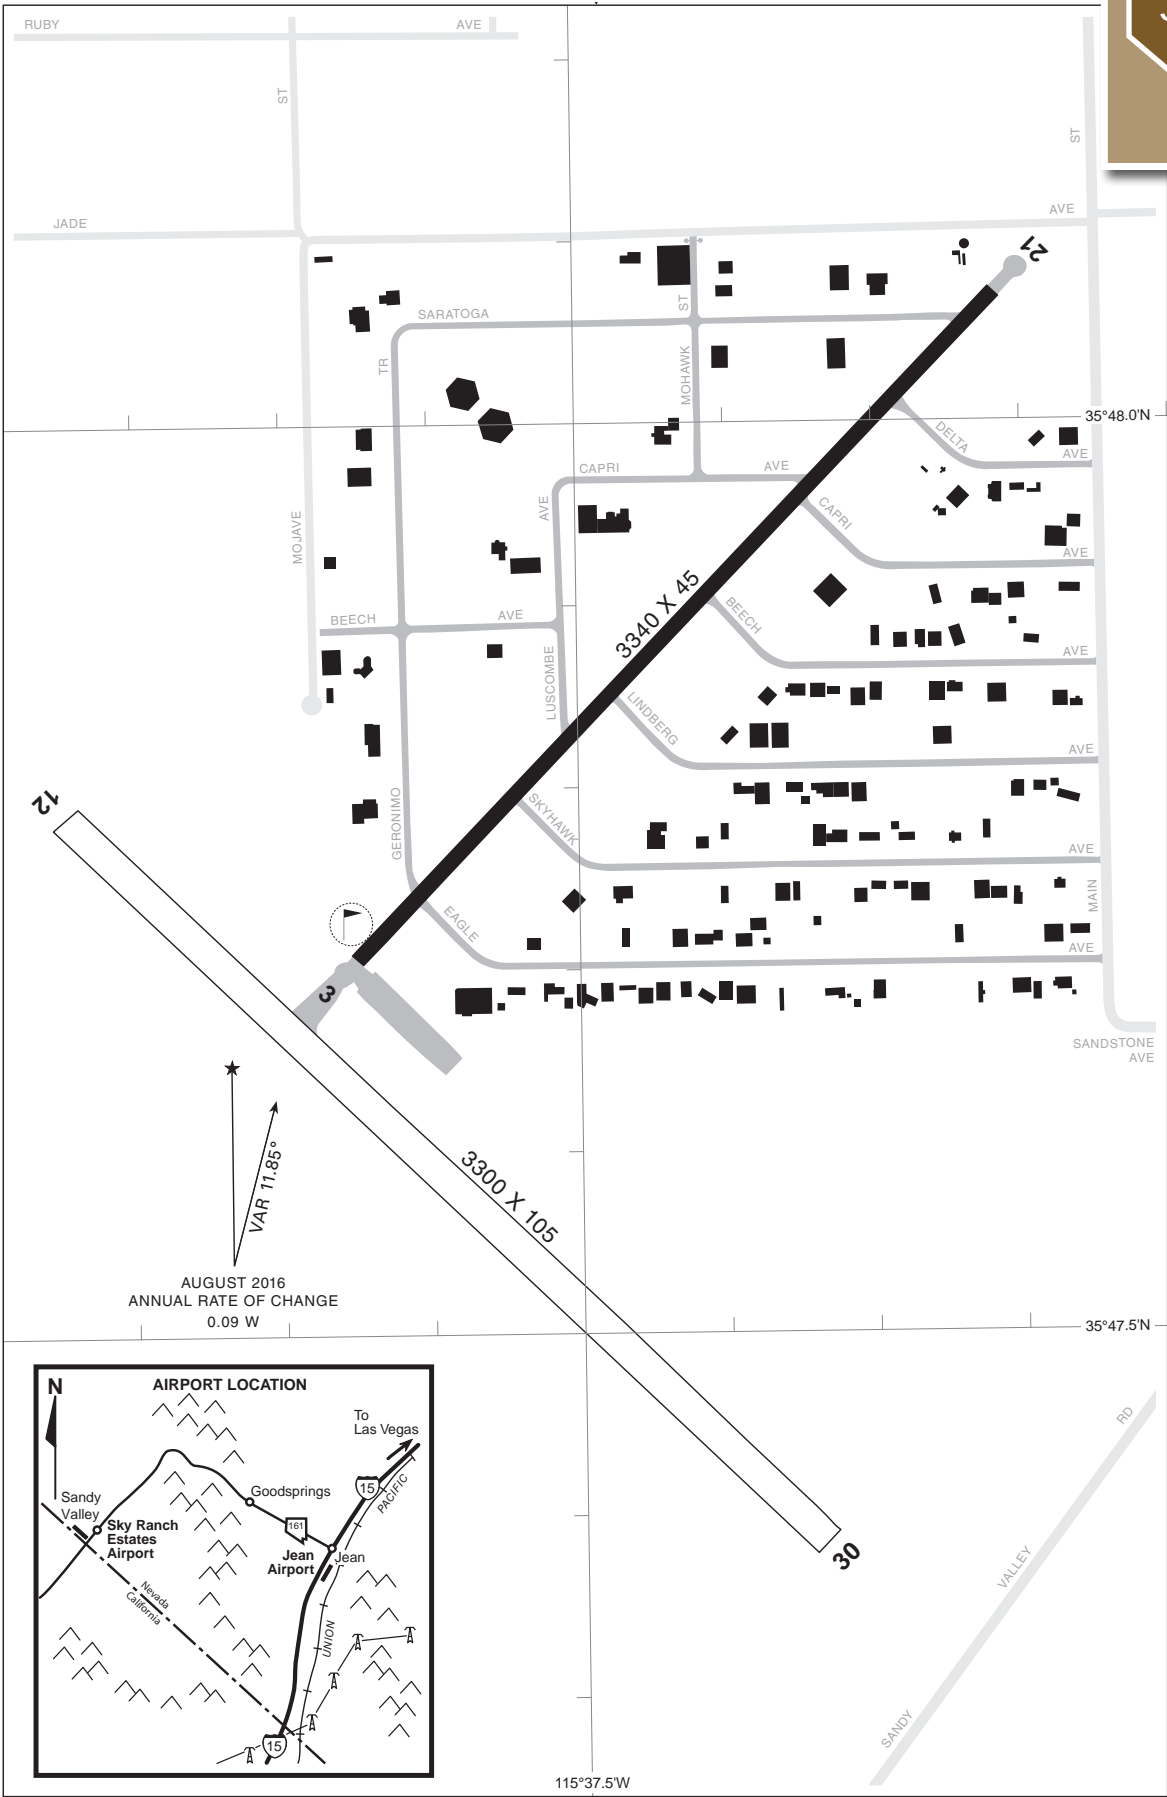 RUBY AVE
ST
ST
JADE
AVE
21
SARATOGA
ST
TR
MOHAWK
35°48.0'N
DELTA
AVE
CAPRI
AVE
AVE
CAPRI
AVE
MOJAVE
3340 X 45
BEECH
AVE
BEECH
AVE
LUSCOMBE
LINDBERG
AVE
12
GERONIMO
SKYHAWK
AVE
EAGLE
MAIN
AVE
3
SANDSTONE
AVE
VAR 11.85°
3300 X 105
AUGUST 2016
ANNUAL RATE OF CHANGE
0.09 W
35°47.5'N
30
SANDY
VALLEY
RD
N
AIRPORT LOCATION
To
Las Vegas
15
PACIFIC
Goodsprings
Sandy
Valley
Sky Ranch
Estates
Airport
161
Jean
Airport
Jean
Nevada
California
UNION
15
115°37.5'W